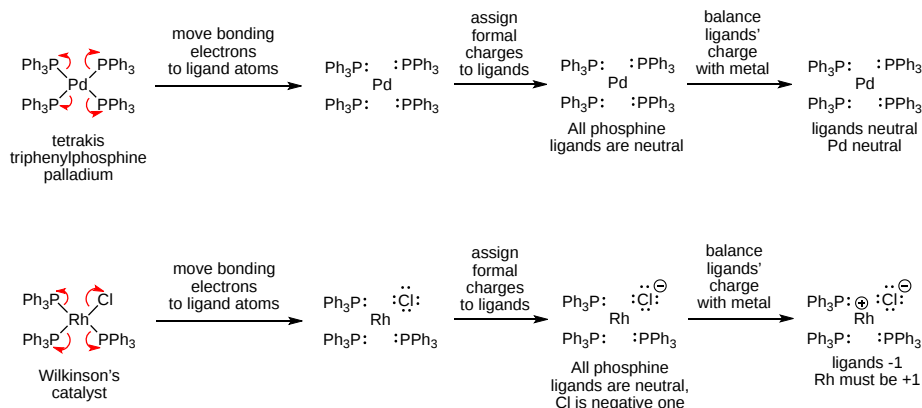 move bonding
electrons
to ligand atoms
assign
formal
charges
to ligands
balance
ligands'
charge
with metal
Ph3P PPh3
Pd
Ph3P PPh3
Ph3P: :PPh3
Pd
Ph3P: :PPh3
Ph3P: :PPh3
Pd
Ph3P: :PPh3
Ph3P: :PPh3
Pd
Ph3P: :PPh3
tetrakis
triphenylphosphine
palladium
All phosphine
ligands are neutral
ligands neutral
Pd neutral
move bonding
electrons
to ligand atoms
assign
formal
charges
to ligands
balance
ligands'
charge
with metal
Ph3P Cl
Rh
Ph3P PPh3
Ph3P: :Cl:
Rh
Ph3P: :PPh3
Ph3P: :Cl: ⊖
Rh
Ph3P: :PPh3
Ph3P: ⊕ :Cl: ⊖
Rh
Ph3P: :PPh3
Wilkinson's
catalyst
All phosphine
ligands are neutral,
Cl is negative one
ligands -1
Rh must be +1